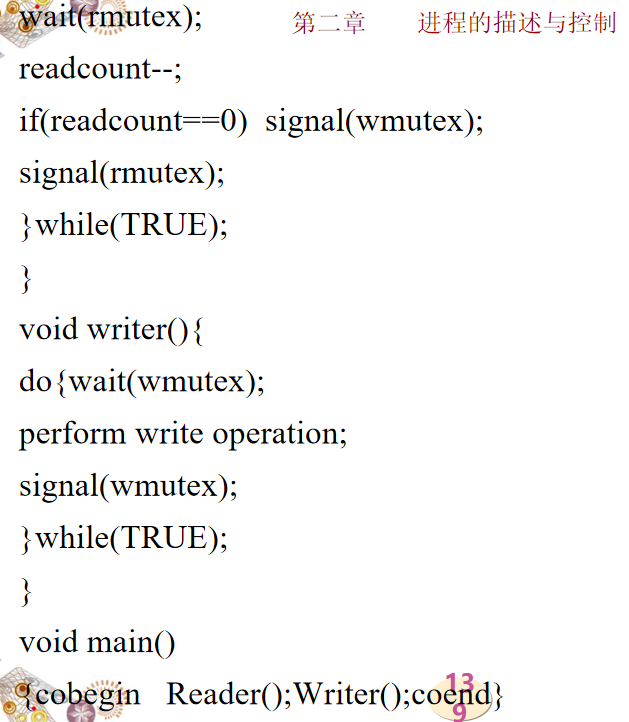 wait(rmutex);
第二章 进程的描述与控制
readcount--;
if(readcount==0) signal(wmutex);
signal(rmutex);
}while(TRUE);
}
void writer(){
do{wait(wmutex);
perform write operation;
signal(wmutex);
}while(TRUE);
}
void main()
{cobegin Reader();Writer();coend}
13
9